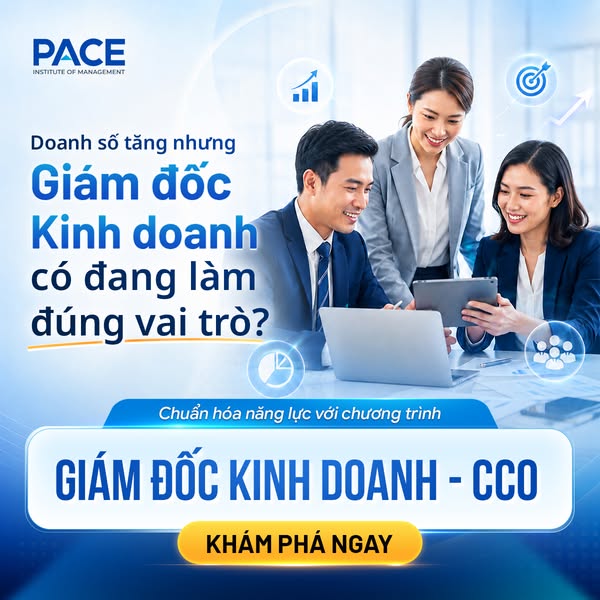 PACE
INSTITUTE OF MANAGEMENT
Doanh số tăng nhưng
Giám đốc
Kinh doanh
có đang làm
đúng vai trò?
Chuẩn hóa năng lực với chương trình
GIÁM ĐỐC KINH DOANH - CCO
KHÁM PHÁ NGAY